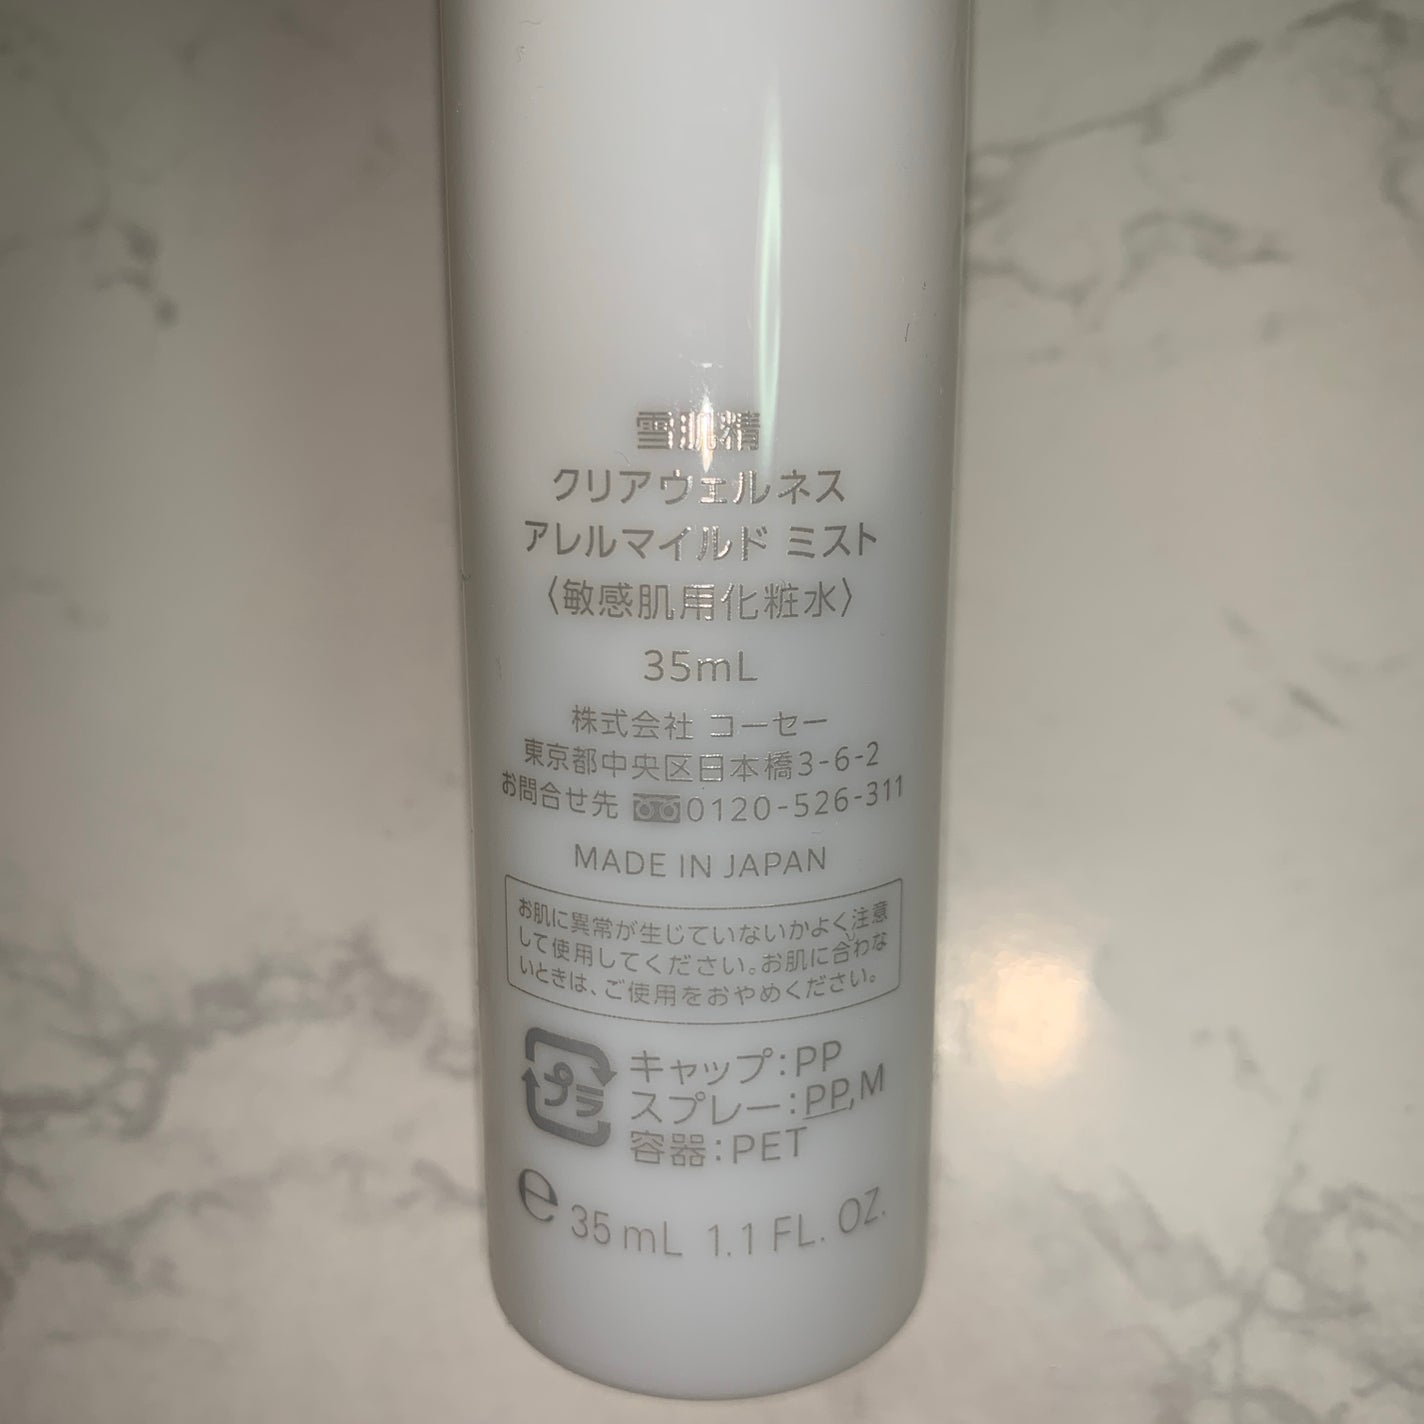 雪肌精
クリアウェルネス
アレルマイルド ミスト
〈敏感肌用化粧水〉
35mL
株式会社 コーセー
東京都中央区日本橋3-6-2
お問合せ先 0120-526-311
MADE IN JAPAN
お肌に異常が生じていないかよく注意
して使用してください。お肌に合わな
いときは、ご使用をおやめください。
プラ
キャップ:PP
スプレー:PP,M
容器:PET
e 35 mL 1.1 FL. OZ.